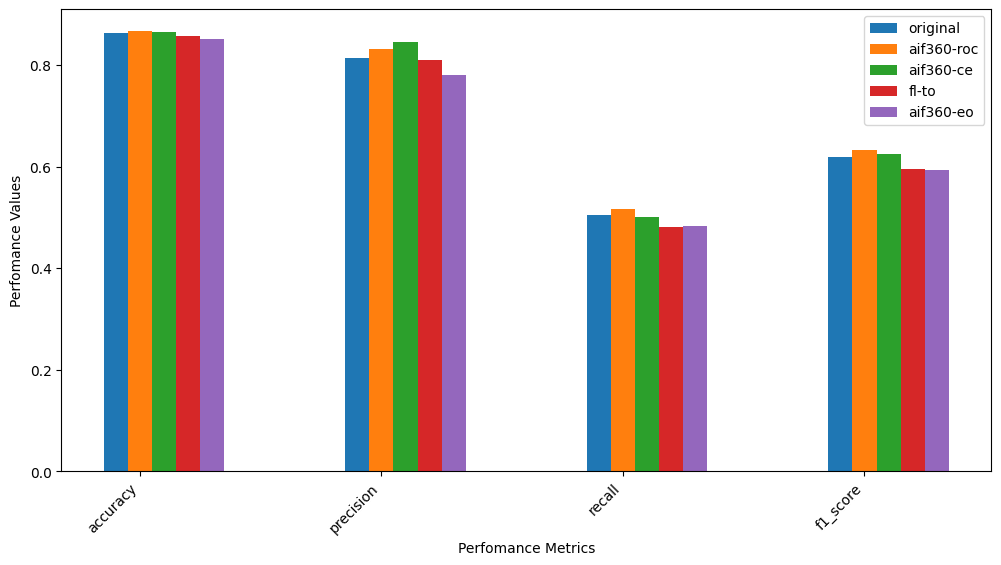 original
aif360-roc
aif360-ce
fl-to
aif360-eo
Perfomance Values
0.8
0.6
0.4
0.2
0.0
accuracy
precision
recall
f1_score
Perfomance Metrics